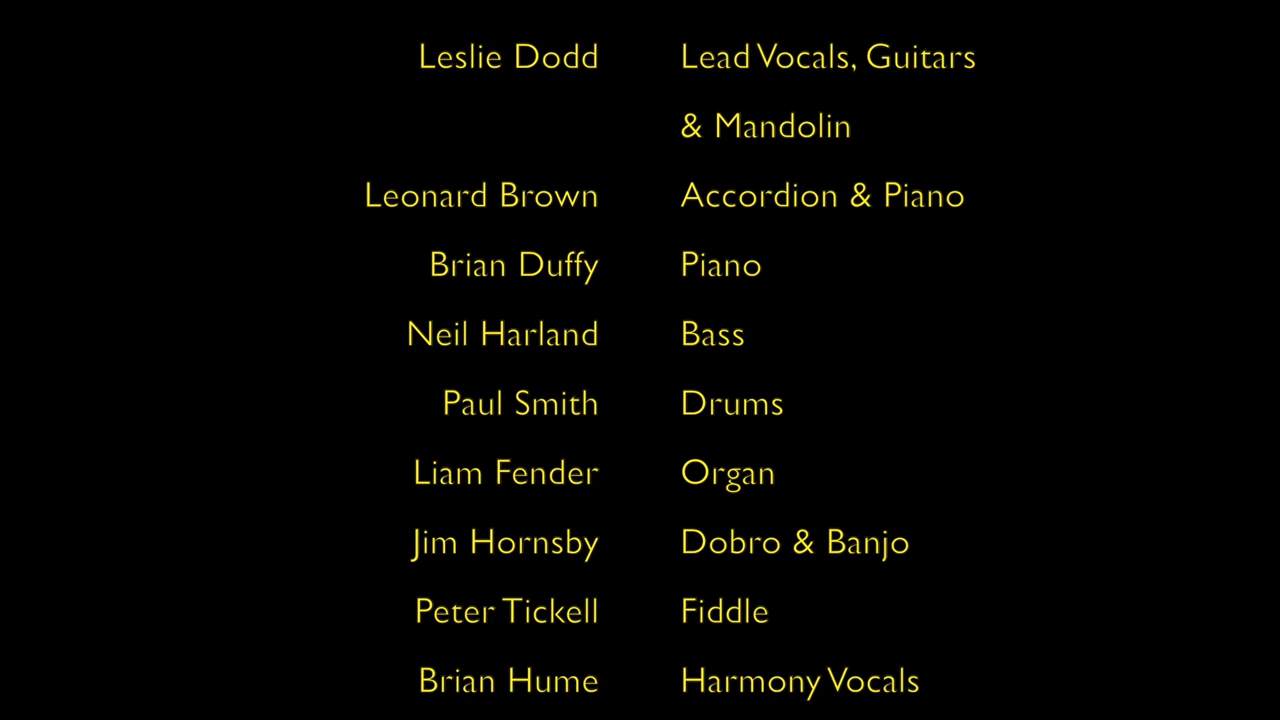 Leslie Dodd Lead Vocals, Guitars
& Mandolin
Leonard Brown Accordion & Piano
Brian Duffy Piano
Neil Harland Bass
Paul Smith Drums
Liam Fender Organ
Jim Hornsby Dobro & Banjo
Peter Tickell Fiddle
Brian Hume Harmony Vocals